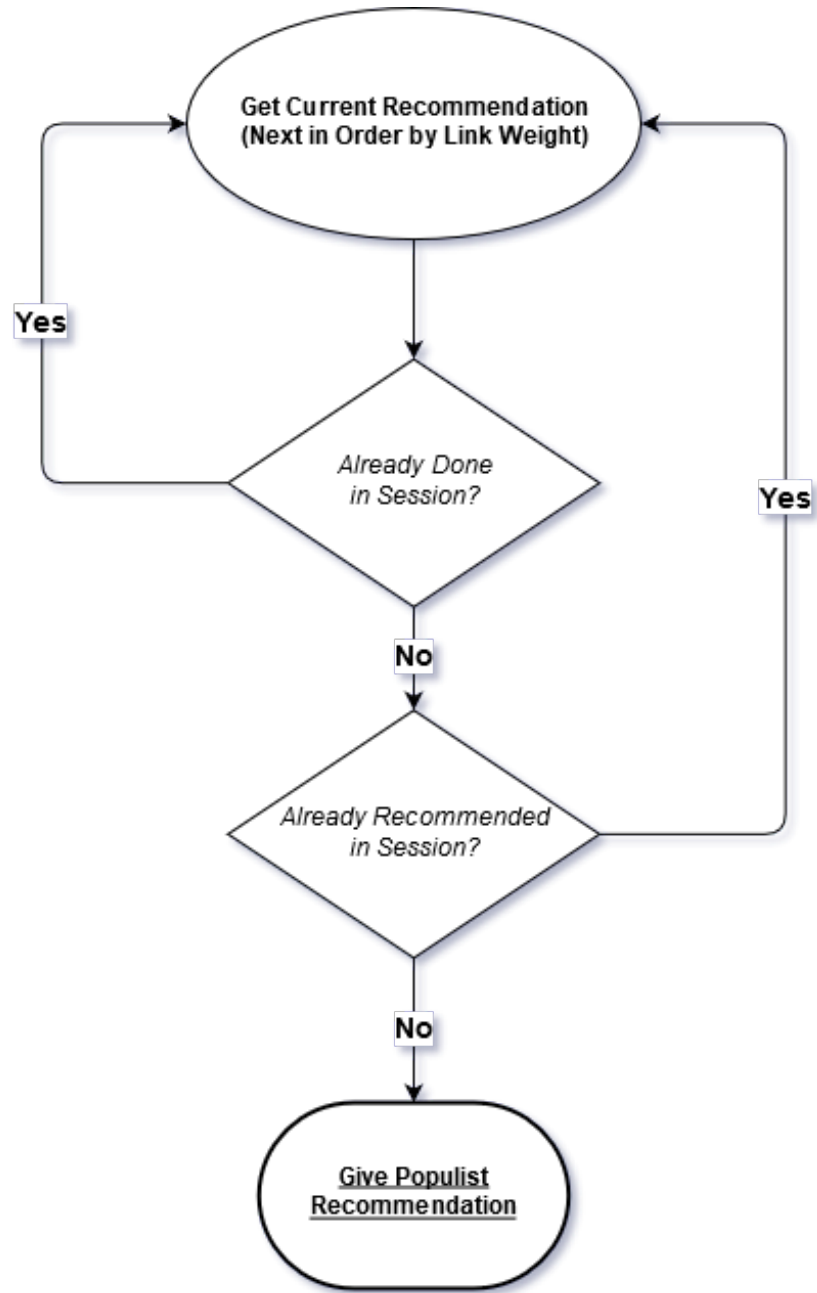 Get Current Recommendation
(Next in Order by Link Weight)
Yes
Already Done
in Session?
Yes
No
Already Recommended
in Session?
No
Give Populist
Recommendation